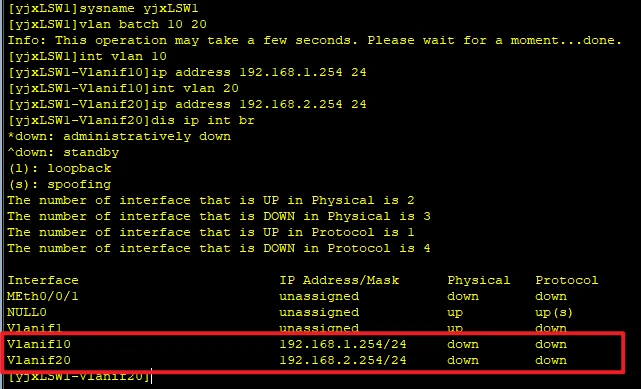 [yjxLSW1]sysname yjxLSW1
[yjxLSW1]vlan batch 10 20
Info: This operation may take a few seconds. Please wait for a moment...done.
[yjxLSW1]int vlan 10
[yjxLSW1-Vlanif10]ip address 192.168.1.254 24
[yjxLSW1-Vlanif10]int vlan 20
[yjxLSW1-Vlanif20]ip address 192.168.2.254 24
[yjxLSW1-Vlanif20]dis ip int br
*down: administratively down
^down: standby
(l): loopback
(s): spoofing
The number of interface that is UP in Physical is 2
The number of interface that is DOWN in Physical is 3
The number of interface that is UP in Protocol is 1
The number of interface that is DOWN in Protocol is 4
Interface IP Address/Mask Physical Protocol
MEth0/0/1 unassigned down down
NULL0 unassigned up up(s)
Vlanif1 unassigned up down
Vlanif10 192.168.1.254/24 down down
Vlanif20 192.168.2.254/24 down down
[yjxLSW1-Vlanif20]